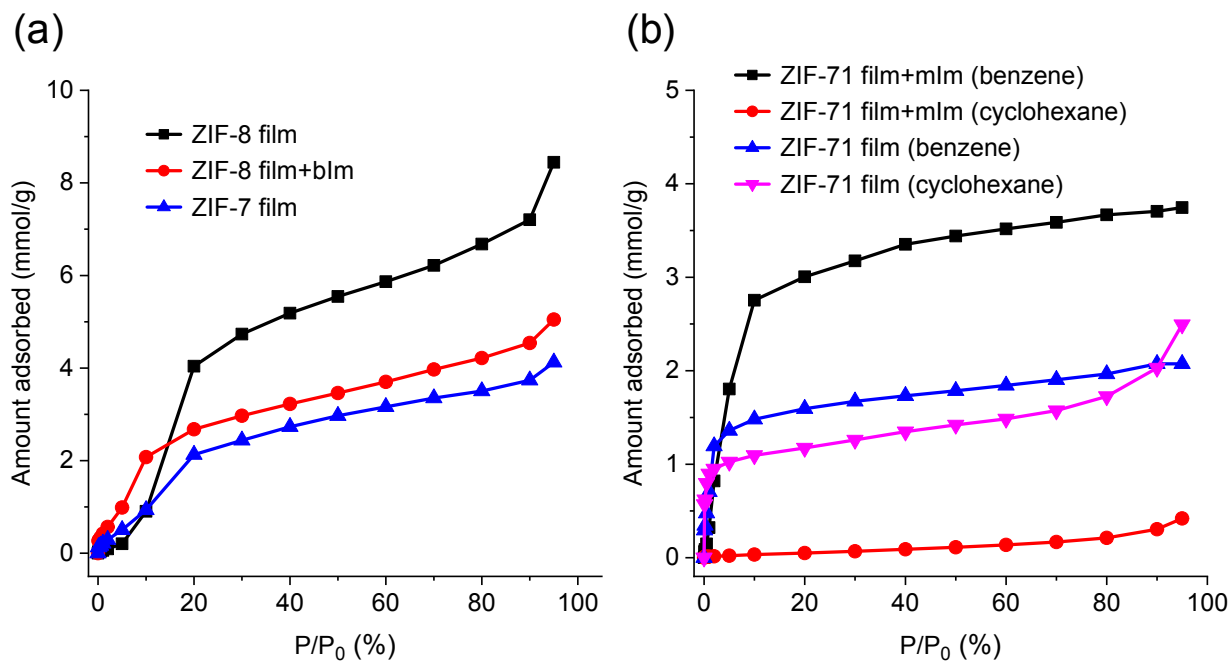 (a)
ZIF-8 film
ZIF-8 film+bIm
ZIF-7 film
Amount adsorbed (mmol/g)
10
8
6
4
2
0
0 20 40 60 80 100
P/P₀ (%)
(b)
ZIF-71 film+mIm (benzene)
ZIF-71 film+mIm (cyclohexane)
ZIF-71 film (benzene)
ZIF-71 film (cyclohexane)
Amount adsorbed (mmol/g)
5
4
3
2
1
0
0 20 40 60 80 100
P/P₀ (%)